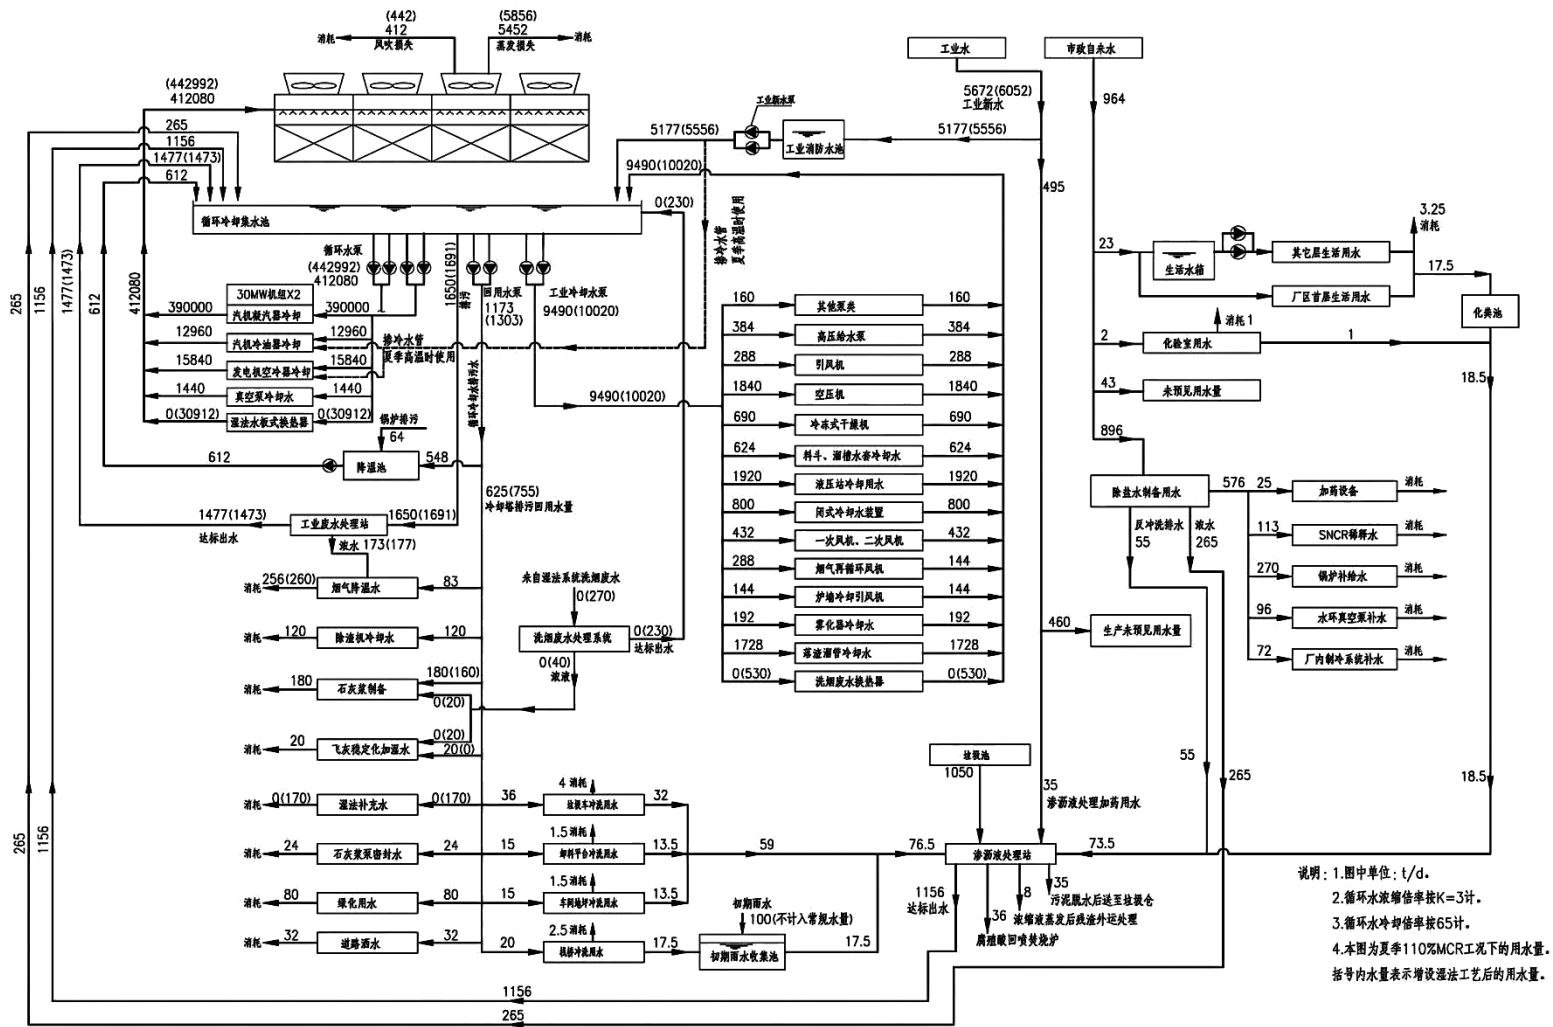 (442)
412
消耗
风吹损失
(5856)
5452
消耗
蒸发损失
(442992)
412080
265
1156
1477(1473)
612
循环冷却集水池
工业水
5672(6052)
工业新水
工业新水泵
5177(5556)
工业消防水池
5177(5556)
9490(10020)
0(230)
495
市政自来水
964
掺冷水管
夏季高温时使用
23
生活水箱
其它层生活用水
厂区首层生活用水
3.25
消耗
17.5
化粪池
2
化验室用水
消耗1
1
18.5
43
未预见用水量
896
除盐水制备用水
576
25
加药设备
消耗
113
SNCR稀释水
消耗
270
锅炉补给水
消耗
96
水环真空泵补水
消耗
72
厂内制冷系统补水
消耗
反冲洗排水
55
浓水
265
循环水泵
(442992)
412080
1650(1691)
排污
回用水泵
1173
(1303)
工业冷却水泵
9490(10020)
265
1156
1477(1473)
612
412080
30MW机组X2
390000
汽机凝汽器冷却
390000
12960
汽机冷油器冷却
12960
15840
发电机空冷器冷却
15840
1440
真空泵冷却水
1440
0(30912)
湿法水板式换热器
0(30912)
掺冷水管
夏季高温时使用
循环冷却水排污水
锅炉排污
64
612
降温池
548
625(755)
冷却塔排污回用水量
1477(1473)
达标出水
工业废水处理站
1650(1691)
浓水
173(177)
消耗
256(260)
烟气降温水
83
消耗
120
除渣机冷却水
120
消耗
180
石灰浆制备
180(160)
0(20)
消耗
20
飞灰稳定化加湿水
0(20)
20(0)
消耗
0(170)
湿法补充水
0(170)
消耗
24
石灰浆泵密封水
24
消耗
80
绿化用水
80
消耗
32
道路洒水
32
来自湿法系统洗烟废水
0(270)
洗烟废水处理系统
0(230)
达标出水
0(40)
浓液
9490(10020)
160
其他泵类
160
384
高压给水泵
384
288
引风机
288
1840
空压机
1840
690
冷冻式干燥机
690
624
料斗、溜槽水套冷却水
624
1920
液压站冷却用水
1920
800
闭式冷却水装置
800
432
一次风机、二次风机
432
288
烟气再循环风机
144
144
炉墙冷却引风机
144
192
雾化器冷却水
192
1728
落渣溜管冷却水
1728
0(530)
洗烟废水换热器
0(530)
460
生产未预见用水量
36
垃圾车冲洗用水
4 消耗
32
15
卸料平台冲洗用水
1.5消耗
13.5
15
车间地坪冲洗用水
1.5消耗
13.5
20
栈桥冲洗用水
2.5消耗
17.5
59
初期雨水
100(不计入常规水量)
初期雨水收集池
17.5
76.5
垃圾池
1050
35
渗沥液处理加药用水
渗沥液处理站
73.5
55
265
18.5
1156
达标出水
36
腐殖酸回喷焚烧炉
8
浓缩液蒸发后残渣外运处理
35
污泥脱水后送至垃圾仓
265
1156
1156
265
说明：1.图中单位：t/d。
2.循环水浓缩倍率按K=3计。
3.循环水冷却倍率按65计。
4.本图为夏季110%MCR工况下的用水量。
括号内水量表示增设湿法工艺后的用水量。